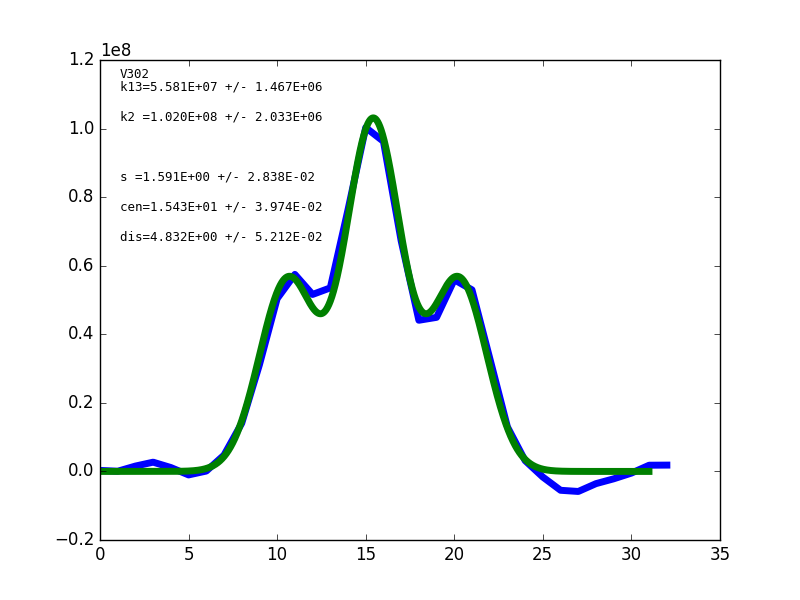 1e8
V302
k13=5.581E+07 +/- 1.467E+06
k2 =1.020E+08 +/- 2.033E+06
s =1.591E+00 +/- 2.838E-02
cen=1.543E+01 +/- 3.974E-02
dis=4.832E+00 +/- 5.212E-02
1.2
1.0
0.8
0.6
0.4
0.2
0.0
−0.2
0 5 10 15 20 25 30 35